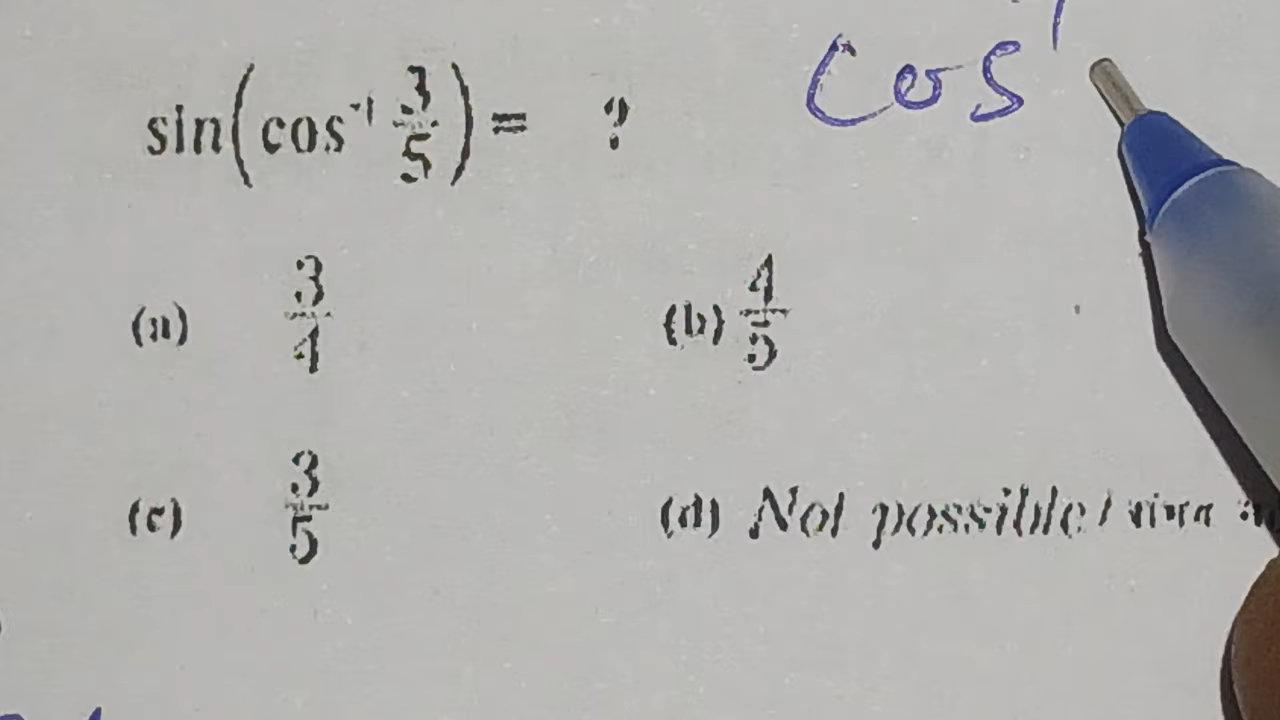 cos
sin(cos⁻¹ 3/5) = ?
(a) 3/4 (b) 4/5
(c) 3/5 (d) Not possible /